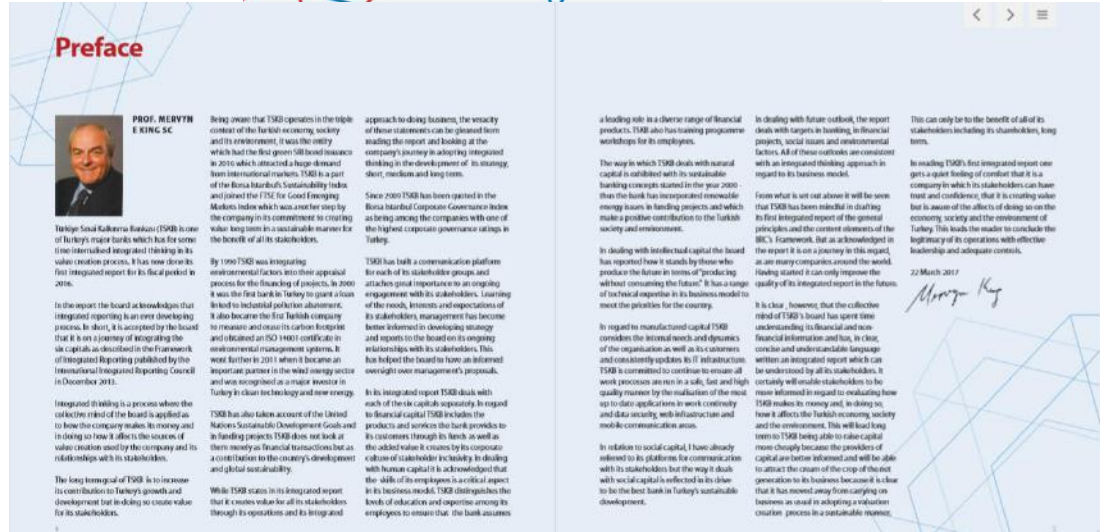 Preface
PROF. MERVYN
E KING SC
Türkiye Sınai Kalkınma Bankası (TSKB) is one
of Turkey's major banks which has for some
time internalised integrated thinking in its
value creation process. It has now done its
first integrated report for its fiscal period in
2016.
In the report the board acknowledges that
integrated reporting is an ever developing
process. In short, it is accepted by the board
that it is on a journey of integrating the
six capitals as described in the Framework
of Integrated Reporting published by the
International Integrated Reporting Council
in December 2013.
Integrated thinking is a process where the
collective mind of the board is applied as
to how the company makes its money and
in doing so how it affects the sources of
value creation used by the company and its
relationships with its stakeholders.
The long term goal of TSKB is to increase
its contribution to Turkey's growth and
development but in doing so create value
for its stakeholders.
Being aware that TSKB operates in the triple
context of the Turkish economy, society
and its environment, it was the entity
which had the first green SRI bond issuance
in 2016 which attracted a huge demand
from international markets. TSKB is a part
of the Borsa Istanbul's Sustainability Index
and joined the FTSE for Good Emerging
Markets Index which was another step by
the company in its commitment to creating
value long term in a sustainable manner for
the benefit of all its stakeholders.
By 1990 TSKB was integrating
environmental factors into their appraisal
process for the financing of projects. In 2000
it was the first bank in Turkey to grant a loan
linked to industrial pollution abatement.
It also became the first Turkish company
to measure and erase its carbon footprint
and obtained an ISO 14001 certificate in
environmental management systems. It
went further in 2011 when it became an
important partner in the wind energy sector
and was recognised as a major investor in
Turkey in clean technology and new energy.
TSKB has also taken account of the United
Nations Sustainable Development Goals and
in funding projects TSKB does not look at
them merely as financial transactions but as
a contribution to the country's development
and global sustainability.
While TSKB states in its integrated report
that it creates value for all its stakeholders
through its operations and its integrated
approach to doing business, the veracity
of these statements can be gleaned from
reading the report and looking at the
company's journey in adopting integrated
thinking in the development of its strategy,
short, medium and long term.
Since 2009 TSKB has been quoted in the
Borsa Istanbul Corporate Governance Index
as being among the companies with one of
the highest corporate governance ratings in
Turkey.
TSKB has built a communication platform
for each of its stakeholder groups and
attaches great importance to an ongoing
engagement with its stakeholders. Learning
of the needs, interests and expectations of
its stakeholders, management has become
better informed in developing strategy
and reports to the board on its ongoing
relationships with its stakeholders. This
has helped the board to have an informed
oversight over management's proposals.
In its integrated report TSKB deals with
each of the six capitals separately. In regard
to financial capital TSKB includes the
products and services the bank provides to
its customers through its funds as well as
the added value it creates by its corporate
culture of stakeholder inclusivity. In dealing
with human capital it is acknowledged that
the skills of its employees is a critical aspect
in its business model. TSKB distinguishes the
levels of education and expertise among its
employees to ensure that the bank assumes
a leading role in a diverse range of financial
products. TSKB also has training programme
workshops for its employees.
The way in which TSKB deals with natural
capital is exhibited with its sustainable
banking concepts started in the year 2000 -
thus the bank has incorporated renewable
energy issues in funding projects and which
make a positive contribution to the Turkish
society and environment.
In dealing with intellectual capital the board
has reported how it stands by those who
produce the future in terms of "producing
without consuming the future." It has a range
of technical expertise in its business model to
meet the priorities for the country.
In regard to manufactured capital TSKB
considers the internal needs and dynamics
of the organisation as well as its customers
and consistently updates its IT infrastructure.
TSKB is committed to continue to ensure all
work processes are run in a safe, fast and high
quality manner by the realisation of the most
up to date applications in work continuity
and data security, web infrastructure and
mobile communication areas.
In relation to social capital, I have already
referred to its platforms for communication
with its stakeholders but the way it deals
with social capital is reflected in its drive
to be the best bank in Turkey's sustainable
development.
In dealing with future outlook, the report
deals with targets in banking, in financial
projects, social issues and environmental
factors. All of these outlooks are consistent
with an integrated thinking approach in
regard to its business model.
From what is set out above it will be seen
that TSKB has been mindful in drafting
its first integrated report of the general
principles and the content elements of the
IIRC's Framework. But as acknowledged in
the report it is on a journey in this regard,
as are many companies around the world.
Having started it can only improve the
quality of its integrated report in the future.
It is clear , however, that the collective
mind of TSKB's board has spent time
understanding its financial and non-
financial information and has, in clear,
concise and understandable language
written an integrated report which can
be understood by all its stakeholders. It
certainly will enable stakeholders to be
more informed in regard to evaluating how
TSKB makes its money and, in doing so,
how it affects the Turkish economy, society
and the environment. This will lead long
term to TSKB being able to raise capital
more cheaply because the providers of
capital are better informed and will be able
to attract the cream of the crop of the net
generation to its business because it is clear
that it has moved away from carrying on
business as usual in adopting a valuation
creation process in a sustainable manner.
This can only be to the benefit of all of its
stakeholders including its shareholders, long
term.
In reading TSKB's first integrated report one
gets a quiet feeling of comfort that it is a
company in which its stakeholders can have
trust and confidence, that it is creating value
but is aware of the affects of doing so on the
economy, society and the environment of
Turkey. This leads the reader to conclude the
legitimacy of its operations with effective
leadership and adequate controls.
22 March 2017
Mervyn King